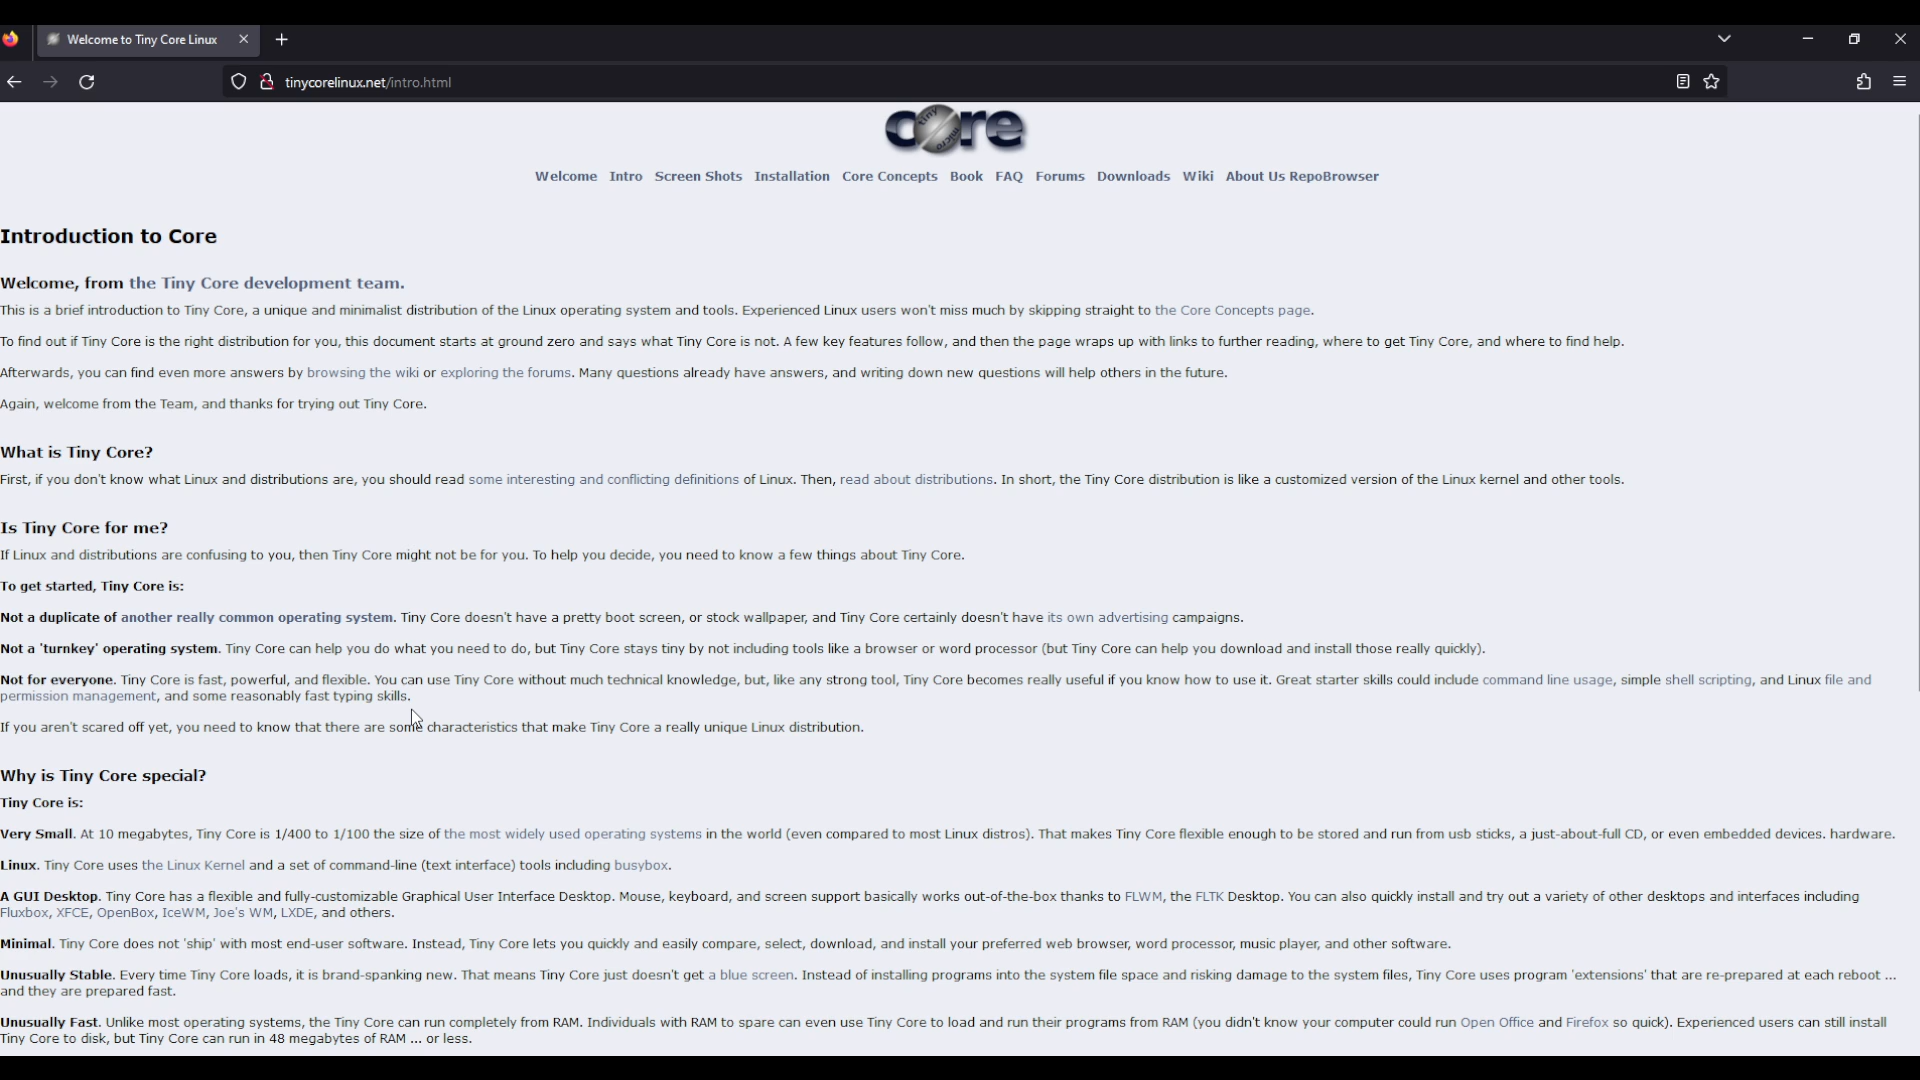 Welcome to Tiny Core Linux
tinycorelinux.net/intro.html
core
tiny
micro
Welcome Intro Screen Shots Installation Core Concepts Book FAQ Forums Downloads Wiki About Us RepoBrowser
Introduction to Core
Welcome, from the Tiny Core development team.
This is a brief introduction to Tiny Core, a unique and minimalist distribution of the Linux operating system and tools. Experienced Linux users won't miss much by skipping straight to the Core Concepts page.
To find out if Tiny Core is the right distribution for you, this document starts at ground zero and says what Tiny Core is not. A few key features follow, and then the page wraps up with links to further reading, where to get Tiny Core, and where to find help.
Afterwards, you can find even more answers by browsing the wiki or exploring the forums. Many questions already have answers, and writing down new questions will help others in the future.
Again, welcome from the Team, and thanks for trying out Tiny Core.
What is Tiny Core?
First, if you don't know what Linux and distributions are, you should read some interesting and conflicting definitions of Linux. Then, read about distributions. In short, the Tiny Core distribution is like a customized version of the Linux kernel and other tools.
Is Tiny Core for me?
If Linux and distributions are confusing to you, then Tiny Core might not be for you. To help you decide, you need to know a few things about Tiny Core.
To get started, Tiny Core is:
Not a duplicate of another really common operating system. Tiny Core doesn't have a pretty boot screen, or stock wallpaper, and Tiny Core certainly doesn't have its own advertising campaigns.
Not a 'turnkey' operating system. Tiny Core can help you do what you need to do, but Tiny Core stays tiny by not including tools like a browser or word processor (but Tiny Core can help you download and install those really quickly).
Not for everyone. Tiny Core is fast, powerful, and flexible. You can use Tiny Core without much technical knowledge, but, like any strong tool, Tiny Core becomes really useful if you know how to use it. Great starter skills could include command line usage, simple shell scripting, and Linux file and
permission management, and some reasonably fast typing skills.
If you aren't scared off yet, you need to know that there are some characteristics that make Tiny Core a really unique Linux distribution.
Why is Tiny Core special?
Tiny Core is:
Very Small. At 10 megabytes, Tiny Core is 1/400 to 1/100 the size of the most widely used operating systems in the world (even compared to most Linux distros). That makes Tiny Core flexible enough to be stored and run from usb sticks, a just-about-full CD, or even embedded devices. hardware.
Linux. Tiny Core uses the Linux Kernel and a set of command-line (text interface) tools including busybox.
A GUI Desktop. Tiny Core has a flexible and fully-customizable Graphical User Interface Desktop. Mouse, keyboard, and screen support basically works out-of-the-box thanks to FLWM, the FLTK Desktop. You can also quickly install and try out a variety of other desktops and interfaces including
Fluxbox, XFCE, OpenBox, IceWM, Joe's WM, LXDE, and others.
Minimal. Tiny Core does not 'ship' with most end-user software. Instead, Tiny Core lets you quickly and easily compare, select, download, and install your preferred web browser, word processor, music player, and other software.
Unusually Stable. Every time Tiny Core loads, it is brand-spanking new. That means Tiny Core just doesn't get a blue screen. Instead of installing programs into the system file space and risking damage to the system files, Tiny Core uses program 'extensions' that are re-prepared at each reboot ...
and they are prepared fast.
Unusually Fast. Unlike most operating systems, the Tiny Core can run completely from RAM. Individuals with RAM to spare can even use Tiny Core to load and run their programs from RAM (you didn't know your computer could run Open Office and Firefox so quick). Experienced users can still install
Tiny Core to disk, but Tiny Core can run in 48 megabytes of RAM ... or less.